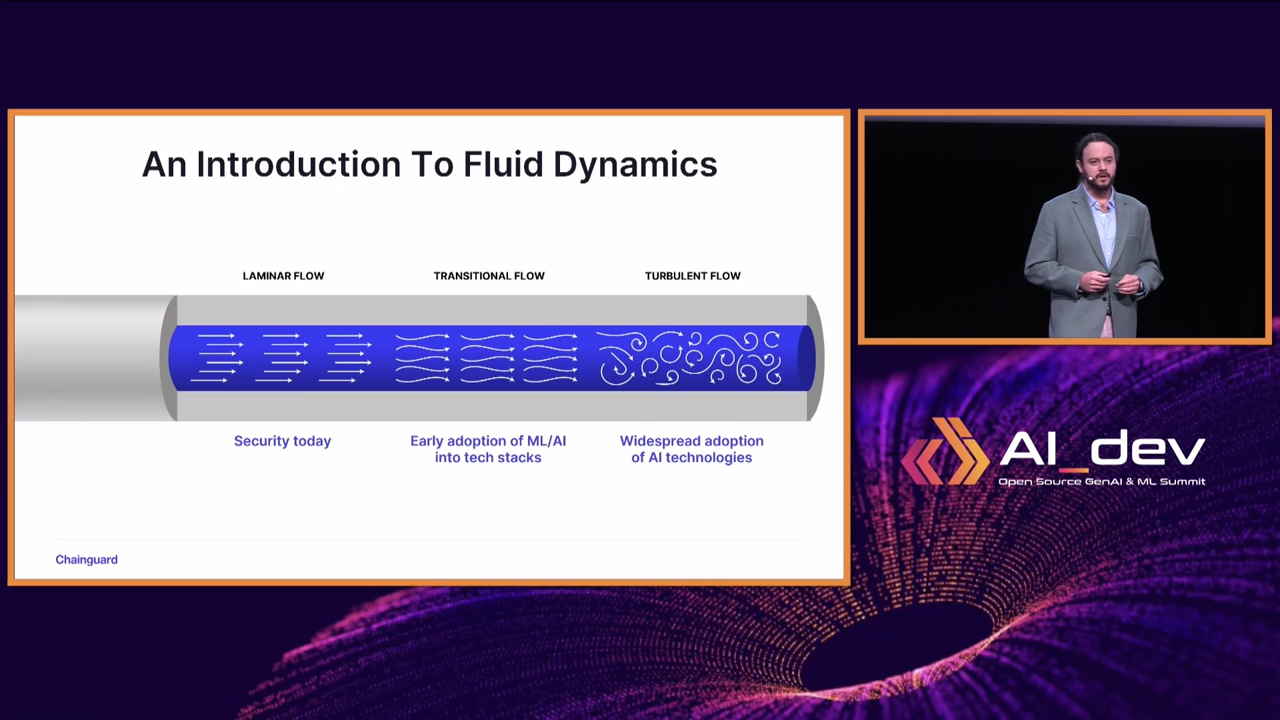 An Introduction To Fluid Dynamics
LAMINAR FLOW
TRANSITIONAL FLOW
TURBULENT FLOW
Security today
Early adoption of ML/AI
into tech stacks
Widespread adoption
of AI technologies
Chainguard
AI_dev
Open Source GenAI & ML Summit